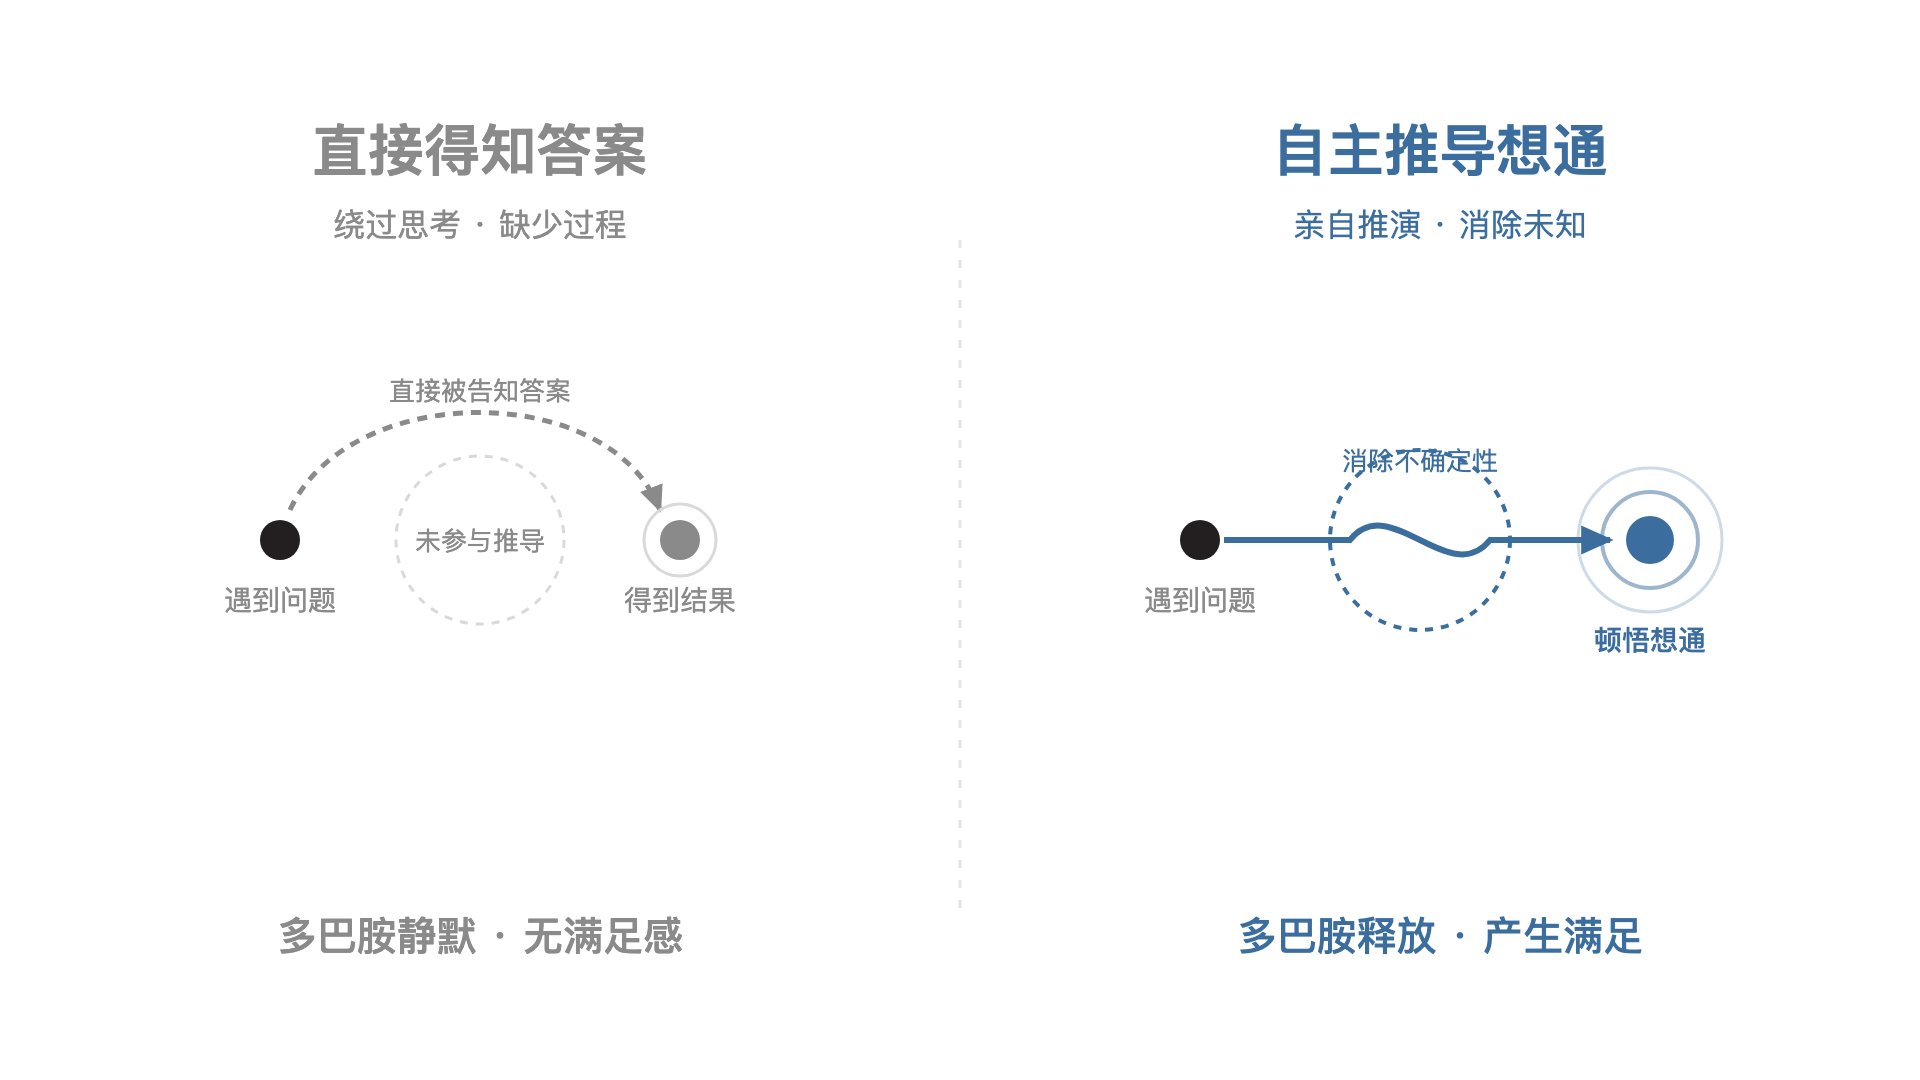 直接得知答案
绕过思考 · 缺少过程
直接被告知答案
未参与推导
遇到问题
得到结果
多巴胺静默 · 无满足感
自主推导想通
亲自推演 · 消除未知
消除不确定性
遇到问题
顿悟想通
多巴胺释放 · 产生满足